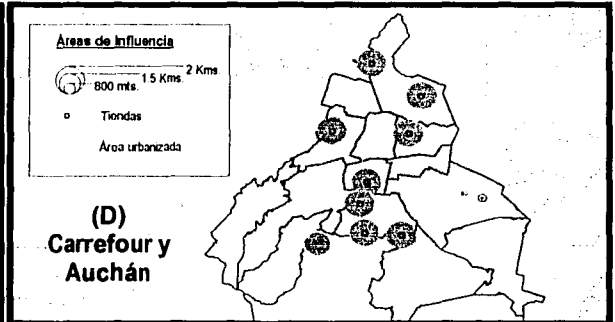 Áreas de Influencia
2 Kms.
1.5 Kms.
800 mts.
Tiendas
Área urbanizada
(D)
Carrefour y
Auchán